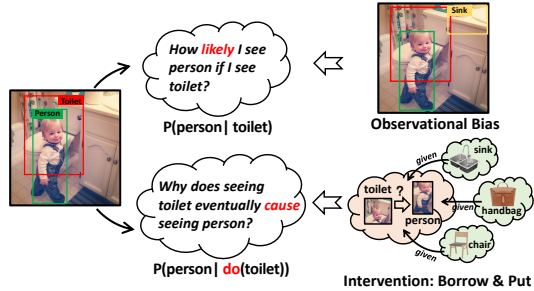 Toilet
Person
How likely I see
person if I see
toilet?
P(person| toilet)
Sink
Observational Bias
Why does seeing
toilet eventually cause
seeing person?
P(person| do(toilet))
toilet
?
person
given
sink
given
handbag
given
chair
Intervention: Borrow & Put